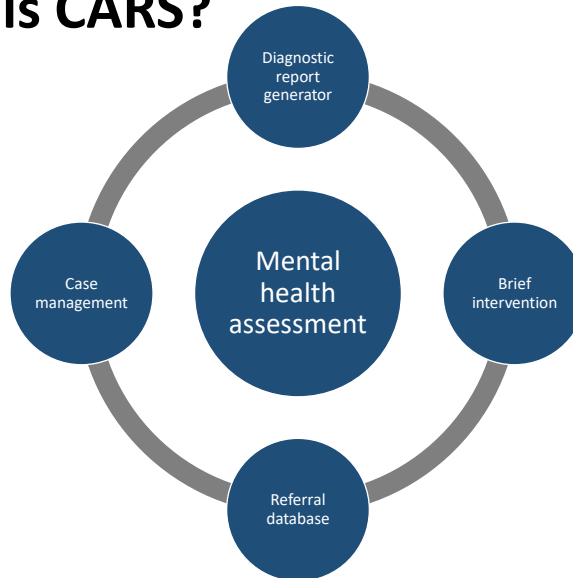 is CARS?
Diagnostic
report
generator
Case
management
Mental
health
assessment
Brief
intervention
Referral
database